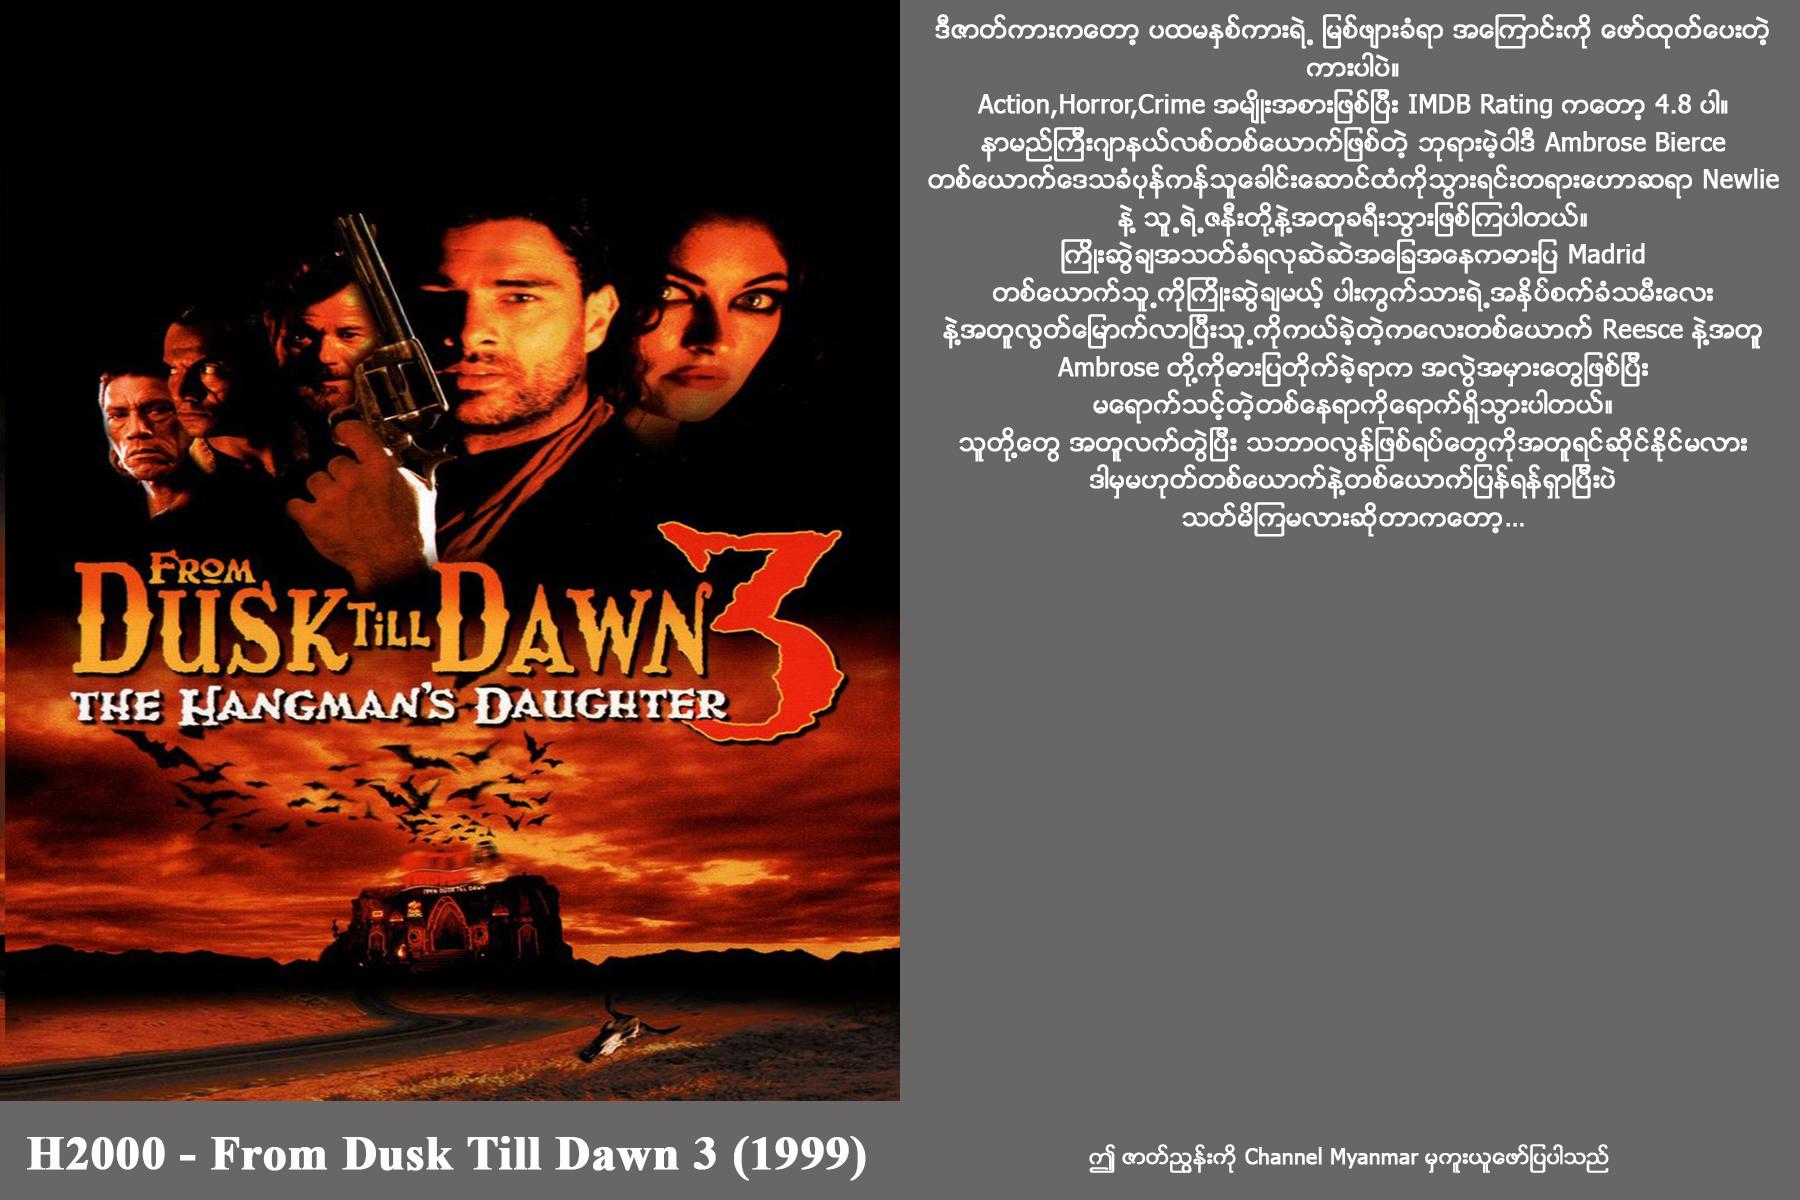 FROM
DUSK TILL DAWN 3
THE HANGMAN'S DAUGHTER
OPEN DUSK TILL DAWN
H2000 - From Dusk Till Dawn 3 (1999)
ဒီဇာတ်ကားကတော့ ပထမနှစ်ကားရဲ့ မြစ်ဖျားခံရာ အကြောင်းကို ဖော်ထုတ်ပေးတဲ့
ကားပါပဲ။
Action,Horror,Crime အမျိုးအစားဖြစ်ပြီး IMDB Rating ကတော့ 4.8 ပါ။
နာမည်ကြီးဂျာနယ်လစ်တစ်ယောက်ဖြစ်တဲ့ ဘုရားမဲ့ဝါဒီ Ambrose Bierce
တစ်ယောက်ဒေသခံပုန်ကန်သူခေါင်းဆောင်ထံကိုသွားရင်းတရားဟောဆရာ Newlie
နဲ့ သူ့ရဲ့ဇနီးတို့နဲ့အတူခရီးသွားဖြစ်ကြပါတယ်။
ကြိုးဆွဲချအသတ်ခံရလုဆဲဆဲအခြေအနေကဓားပြ Madrid
တစ်ယောက်သူ့ကိုကြိုးဆွဲချမယ့် ပါးကွက်သားရဲ့အနှိပ်စက်ခံသမီးလေး
နဲ့အတူလွတ်မြောက်လာပြီးသူ့ကိုကယ်ခဲ့တဲ့ကလေးတစ်ယောက် Reesce နဲ့အတူ
Ambrose တို့ကိုဓားပြတိုက်ခဲ့ရာက အလွဲအမှားတွေဖြစ်ပြီး
မရောက်သင့်တဲ့တစ်နေရာကိုရောက်ရှိသွားပါတယ်။
သူတို့တွေ အတူလက်တွဲပြီး သဘာဝလွန်ဖြစ်ရပ်တွေကိုအတူရင်ဆိုင်နိုင်မလား
ဒါမှမဟုတ်တစ်ယောက်နဲ့တစ်ယောက်ပြန်ရန်ရှာပြီးပဲ
သတ်မိကြမလားဆိုတာကတော့...
ဤ ဇာတ်ညွှန်းကို Channel Myanmar မှကူးယူဖော်ပြပါသည်